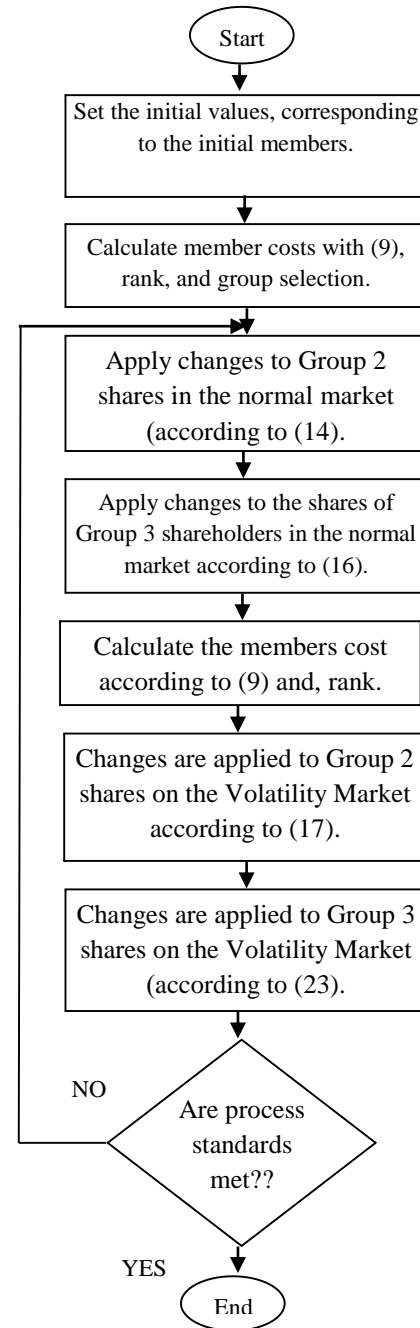 Start
Set the initial values, corresponding
to the initial members.
Calculate member costs with (9),
rank, and group selection.
Apply changes to Group 2
shares in the normal market
(according to (14).
Apply changes to the shares of
Group 3 shareholders in the normal
market according to (16).
Calculate the members cost
according to (9) and, rank.
Changes are applied to Group 2
shares on the Volatility Market
according to (17).
Changes are applied to Group 3
shares on the Volatility Market
(according to (23).
NO
Are process
standards
met??
YES
End